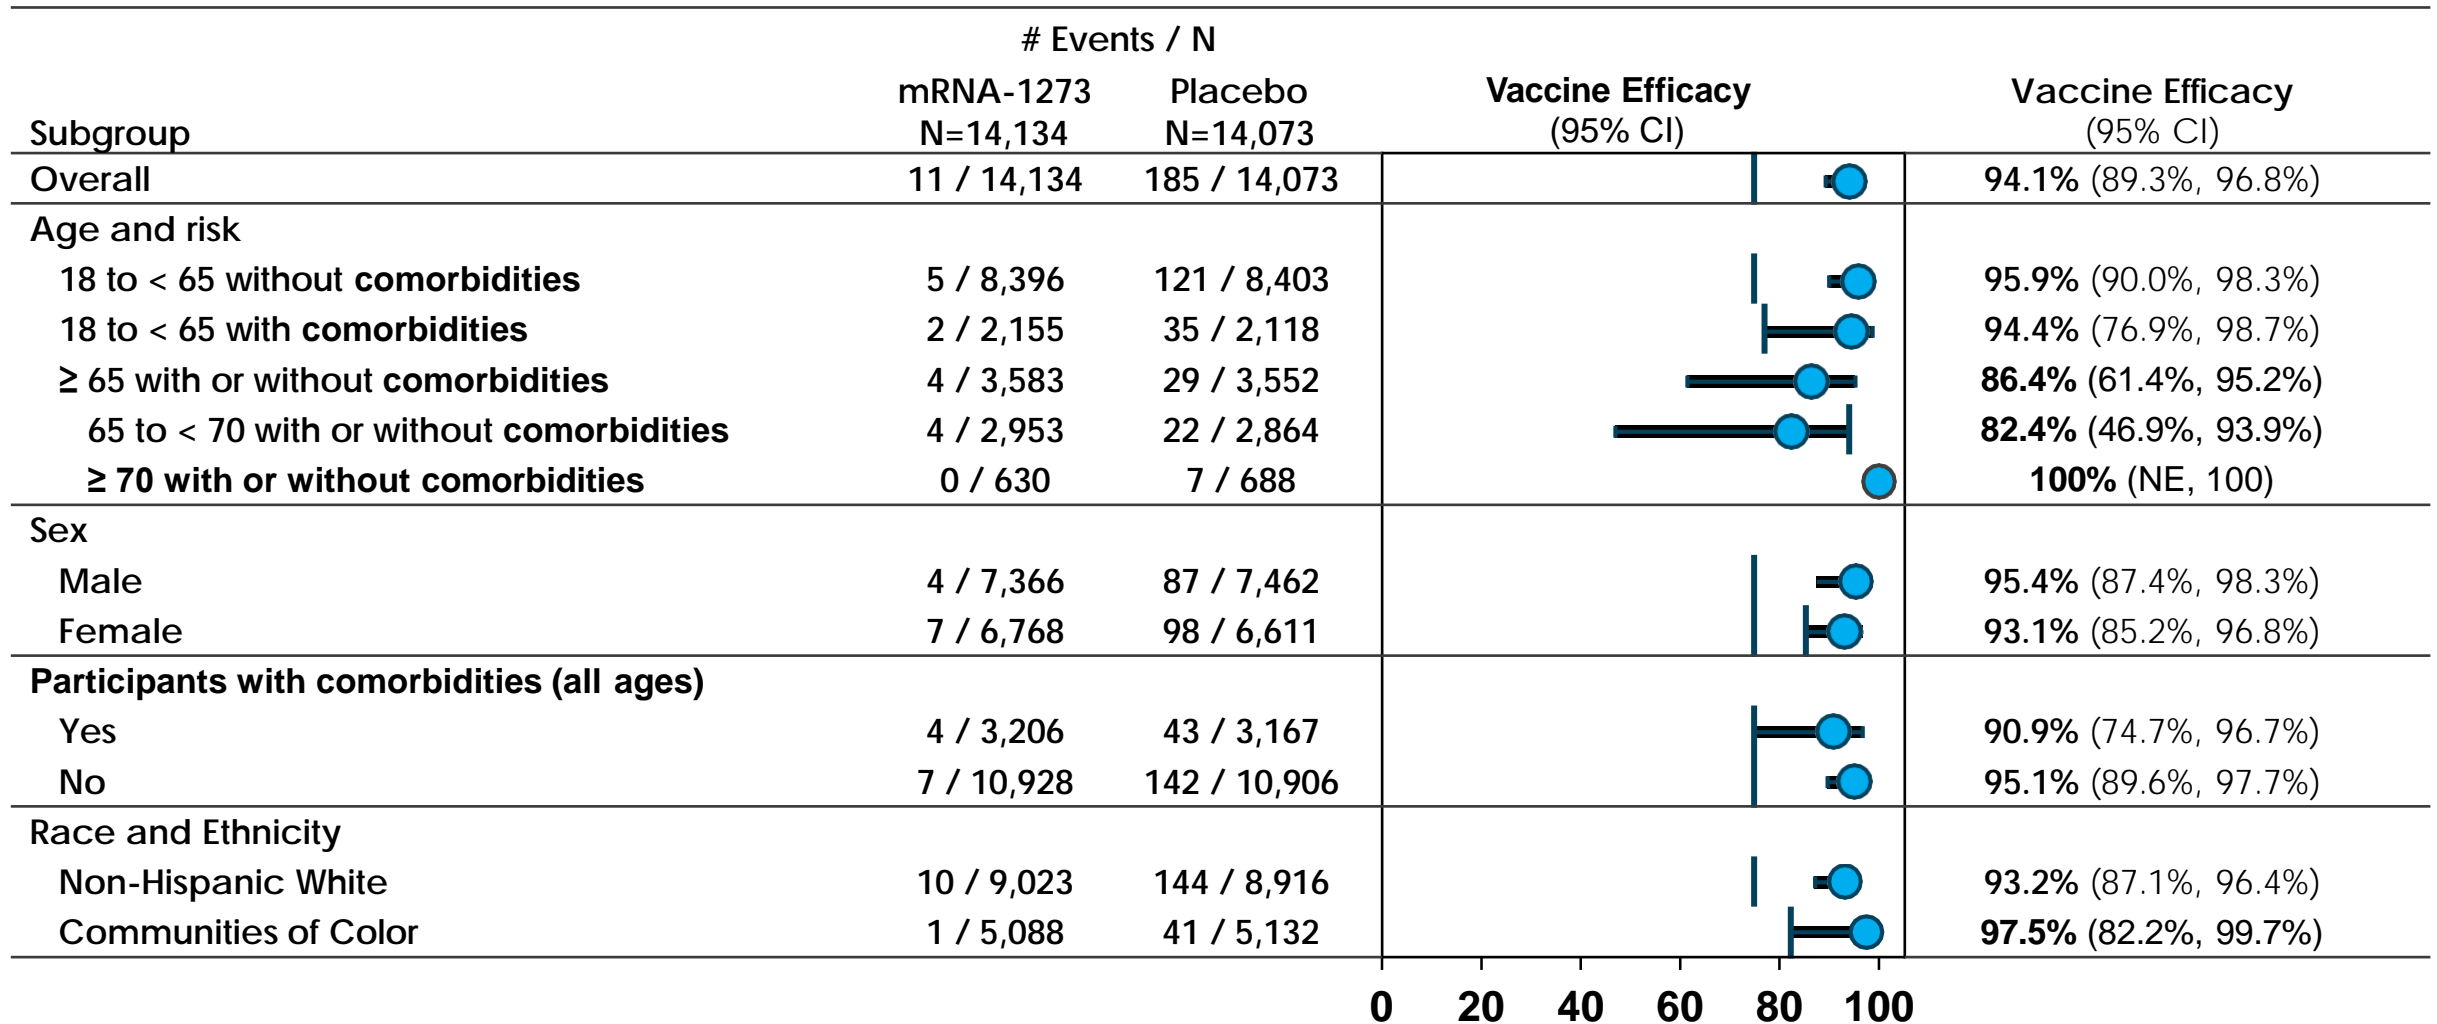 # Events / N
mRNA-1273 Placebo Vaccine Efficacy Vaccine Efficacy
Subgroup N=14,134 N=14,073 (95% CI) (95% CI)
Overall 11 / 14,134 185 / 14,073 94.1% (89.3%, 96.8%)
Age and risk
18 to < 65 without comorbidities 5 / 8,396 121 / 8,403 95.9% (90.0%, 98.3%)
18 to < 65 with comorbidities 2 / 2,155 35 / 2,118 94.4% (76.9%, 98.7%)
≥ 65 with or without comorbidities 4 / 3,583 29 / 3,552 86.4% (61.4%, 95.2%)
65 to < 70 with or without comorbidities 4 / 2,953 22 / 2,864 82.4% (46.9%, 93.9%)
≥ 70 with or without comorbidities 0 / 630 7 / 688 100% (NE, 100)
Sex
Male 4 / 7,366 87 / 7,462 95.4% (87.4%, 98.3%)
Female 7 / 6,768 98 / 6,611 93.1% (85.2%, 96.8%)
Participants with comorbidities (all ages)
Yes 4 / 3,206 43 / 3,167 90.9% (74.7%, 96.7%)
No 7 / 10,928 142 / 10,906 95.1% (89.6%, 97.7%)
Race and Ethnicity
Non-Hispanic White 10 / 9,023 144 / 8,916 93.2% (87.1%, 96.4%)
Communities of Color 1 / 5,088 41 / 5,132 97.5% (82.2%, 99.7%)
0 20 40 60 80 100